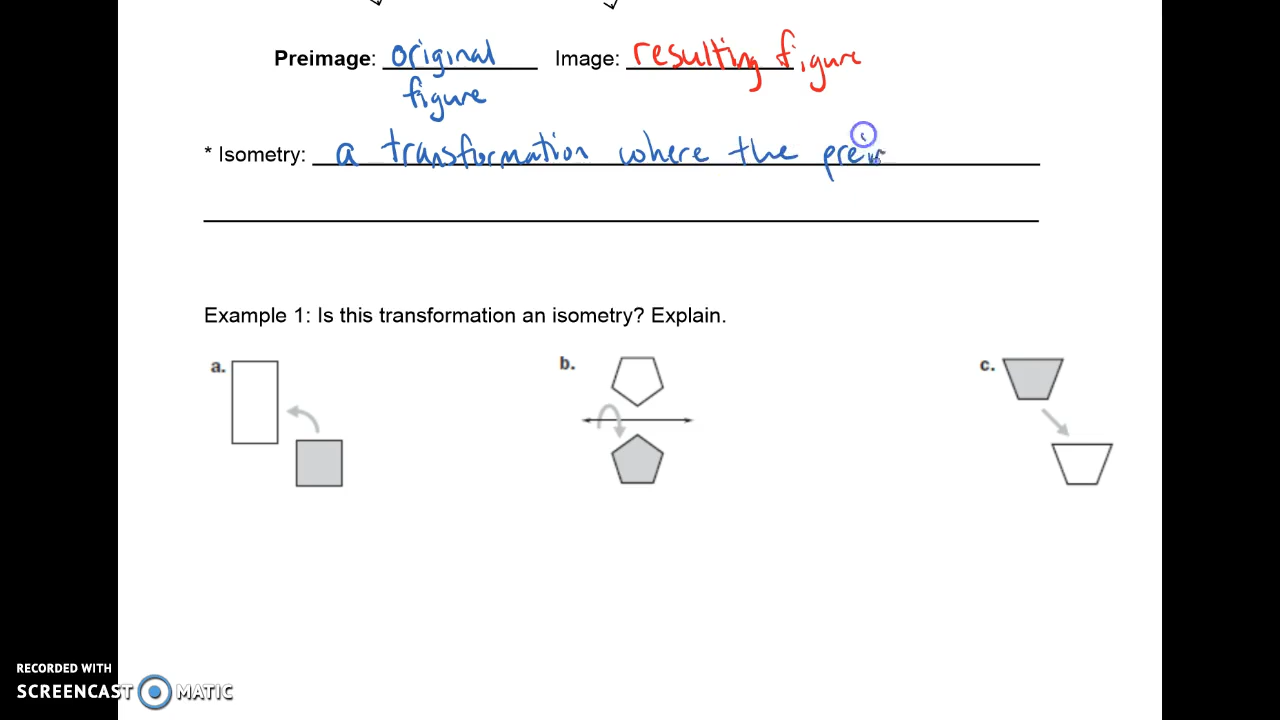 Preimage: original Image: resulting figure
figure
* Isometry: a transformation where the prei
Example 1: Is this transformation an isometry? Explain.
a. b. c.
RECORDED WITH
SCREENCAST MATIC